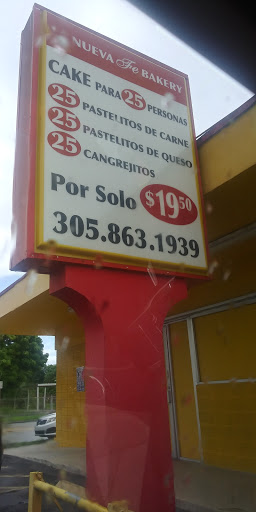 NUEVA Fe BAKERY
CAKE PARA 25 PERSONAS
25 PASTELITOS DE CARNE
25 PASTELITOS DE QUESO
25 CANGREJITOS
Por Solo $19.50
305.863.1939